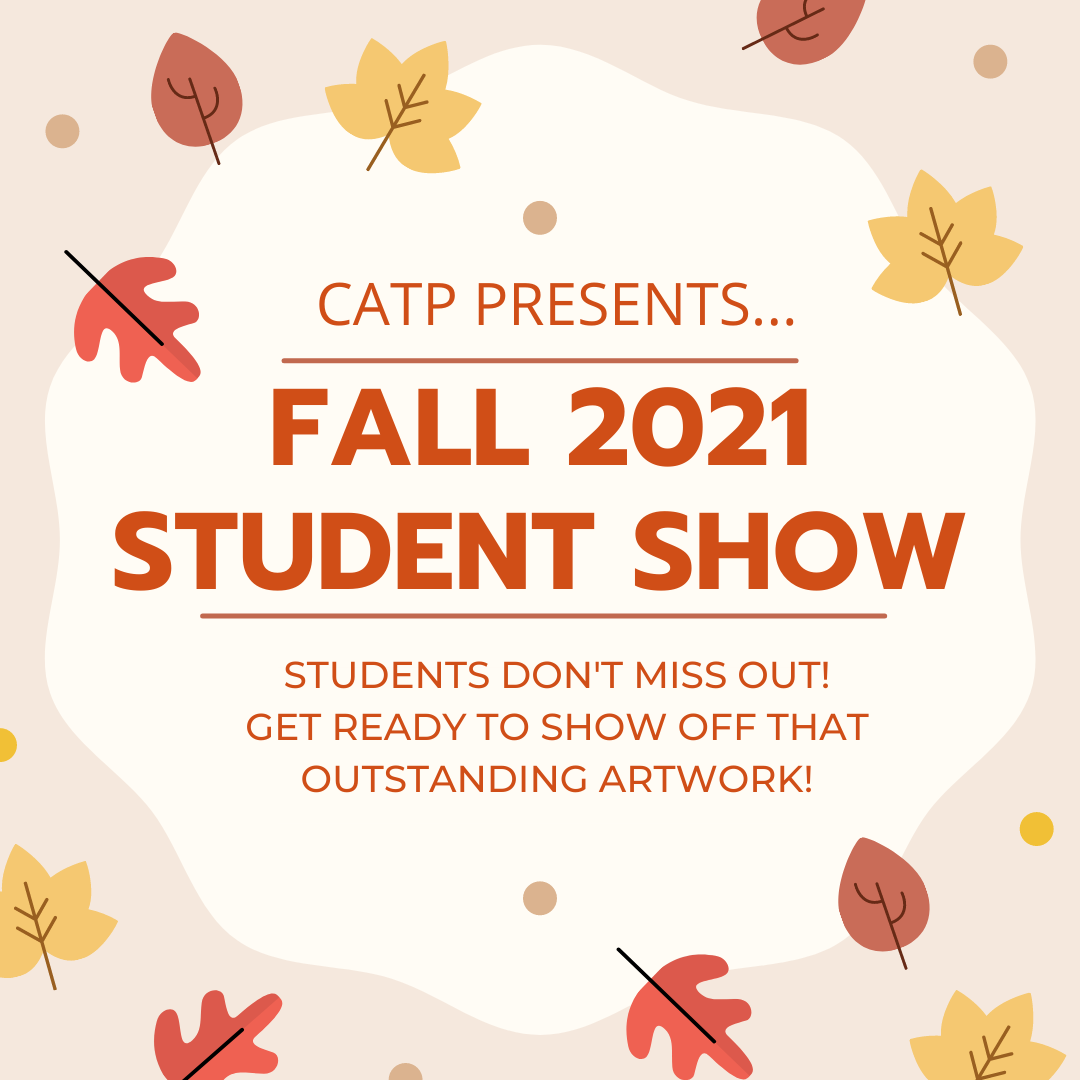 CATP PRESENTS...
FALL 2021
STUDENT SHOW
STUDENTS DON'T MISS OUT!
GET READY TO SHOW OFF THAT
OUTSTANDING ARTWORK!